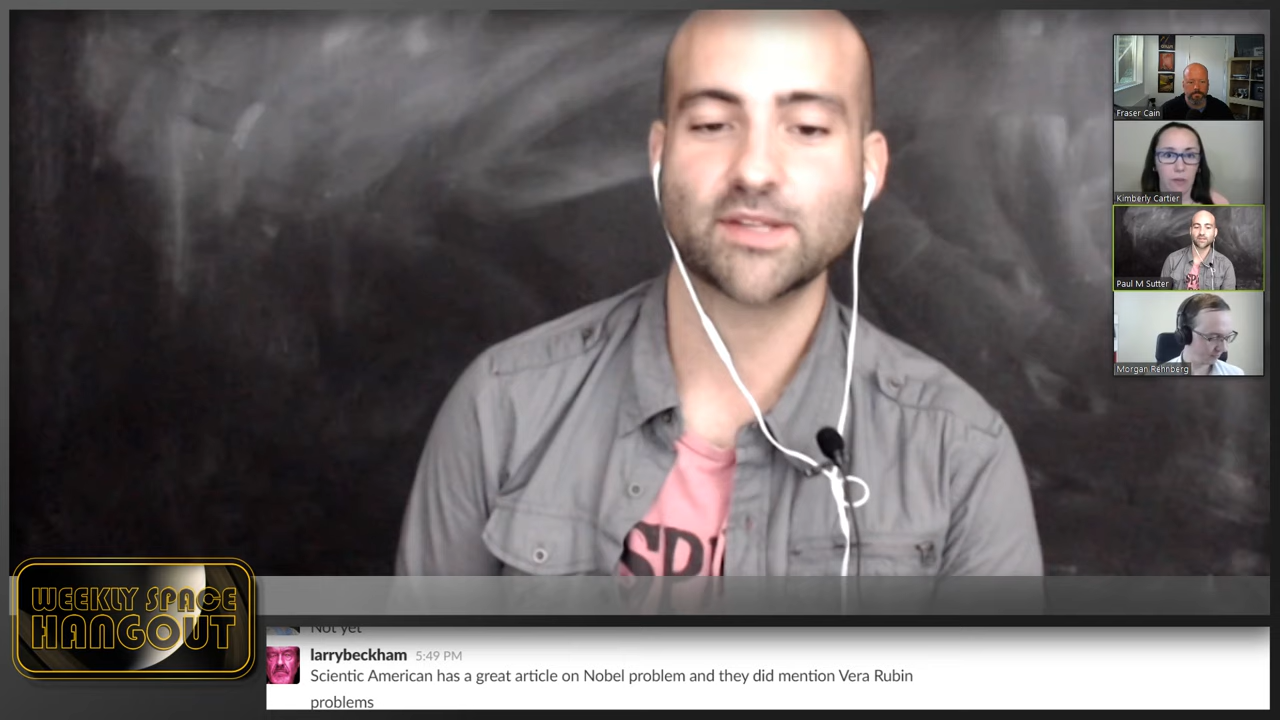 Fraser Cain
Kimberly Cartier
Paul M Sutter
Morgan Rehnberg
WEEKLY SPACE
HANGOUT
Not yet
larrybeckham 5:49 PM
Scientic American has a great article on Nobel problem and they did mention Vera Rubin
problems